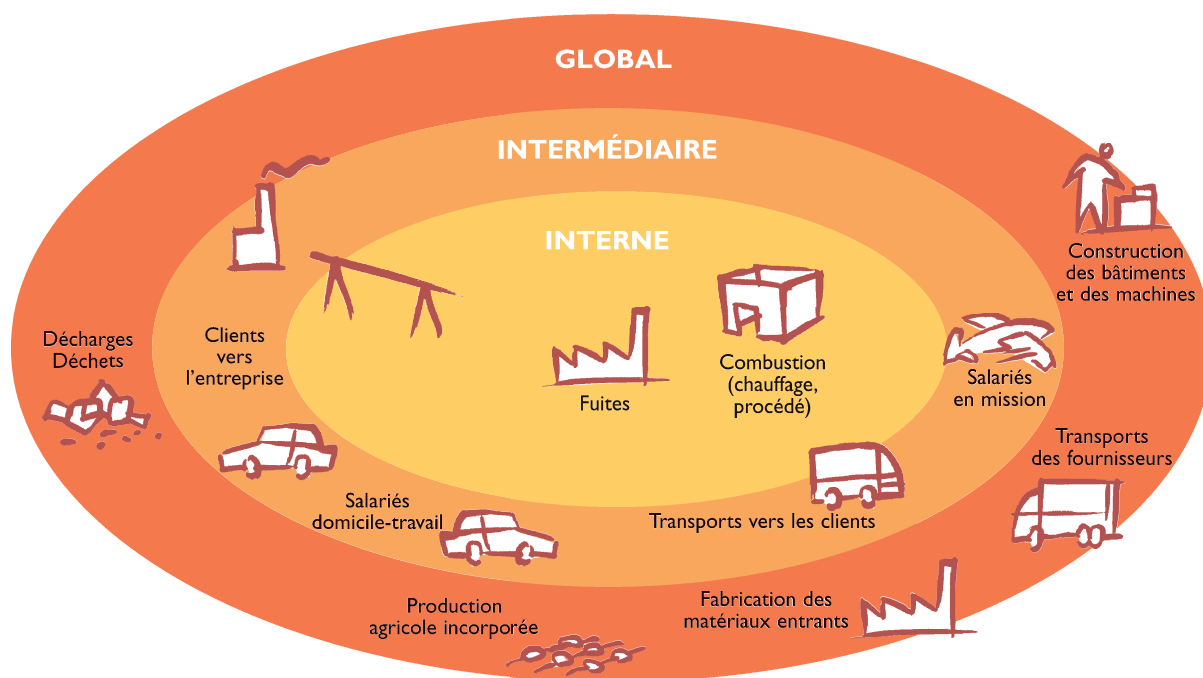 GLOBAL
INTERMÉDIAIRE
INTERNE
Construction
des bâtiments
et des machines
Décharges
Déchets
Clients
vers
l'entreprise
Fuites
Combustion
(chauffage,
procédé)
Salariés
en mission
Transports
des fournisseurs
Salariés
domicile-travail
Transports vers les clients
Production
agricole incorporée
Fabrication des
matériaux entrants